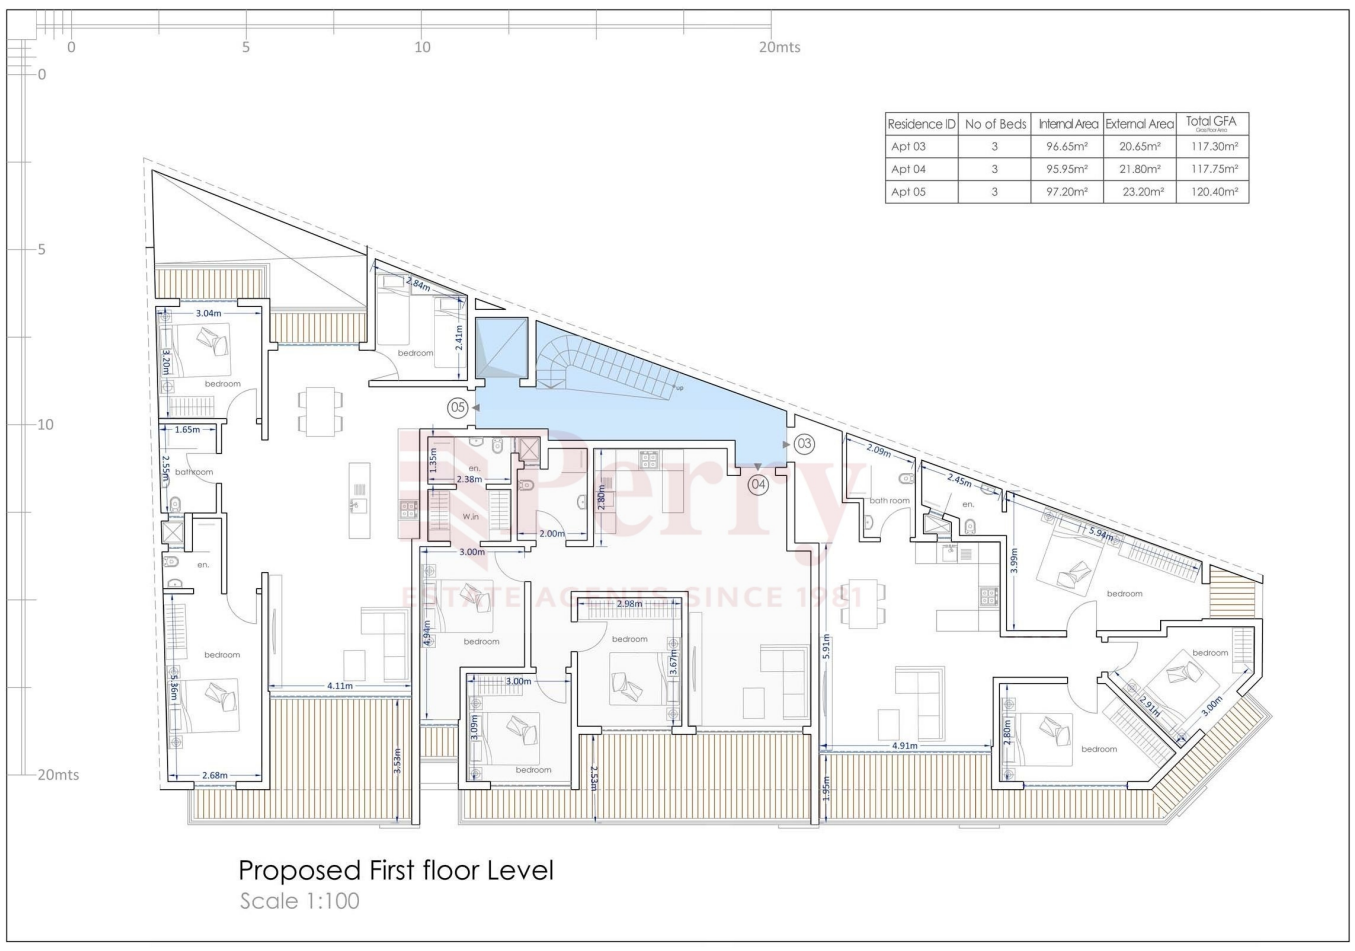 0 5 10 20mts
0
5
10
20mts
Residence ID No of Beds Internal Area External Area Total GFA
Apt 03 3 96.65m² 20.65m² 117.30m²
Apt 04 3 95.95m² 21.80m² 117.75m²
Apt 05 3 97.20m² 23.20m² 120.40m²
2.84m
2.41m
bedroom
3.04m
3.20m
bedroom
up
05
03
04
1.65m
2.55m
bathroom
en.
1.35m
en.
2.38m
W.in
2.00m
2.80m
2.09m
bath room
2.45m
en.
5.94m
3.99m
bedroom
Perry
ESTATE AGENTS SINCE 1981
3.00m
4.94m
bedroom
2.98m
bedroom
3.67m
5.91m
bedroom
5.36m
2.68m
4.11m
3.53m
3.00m
3.09m
bedroom
2.53m
4.91m
1.95m
2.80m
bedroom
bedroom
2.91m
3.00m
Proposed First floor Level
Scale 1:100